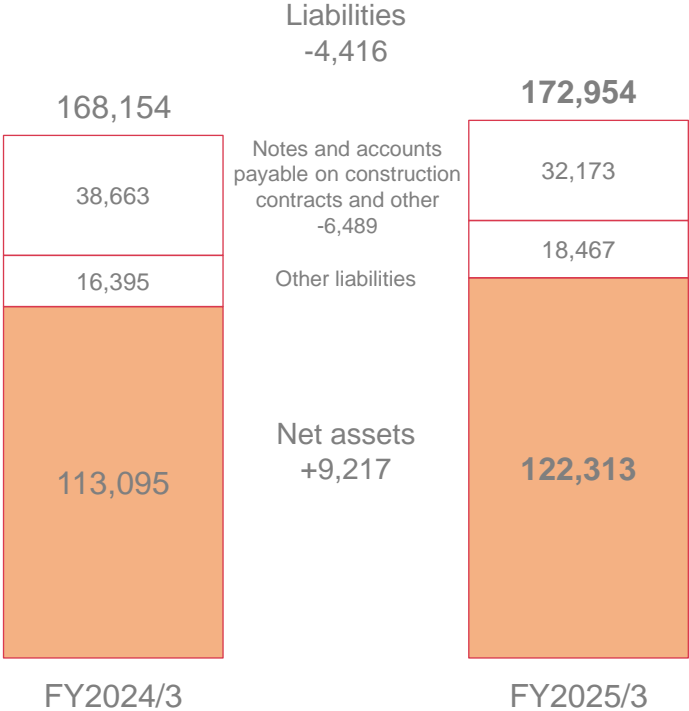 Liabilities
-4,416
168,154
172,954
38,663
Notes and accounts
payable on construction
contracts and other
-6,489
32,173
16,395
Other liabilities
18,467
113,095
Net assets
+9,217
122,313
FY2024/3
FY2025/3